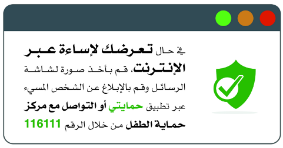 في حال تعرضك لإساءة عبر
الإنترنت، قم بأخذ صورة لشاشة
الرسائل وقم بالإبلاغ عن الشخص المسيء
عبر تطبيق حمايتي أو التواصل مع مركز
حماية الطفل من خلال الرقم 116111